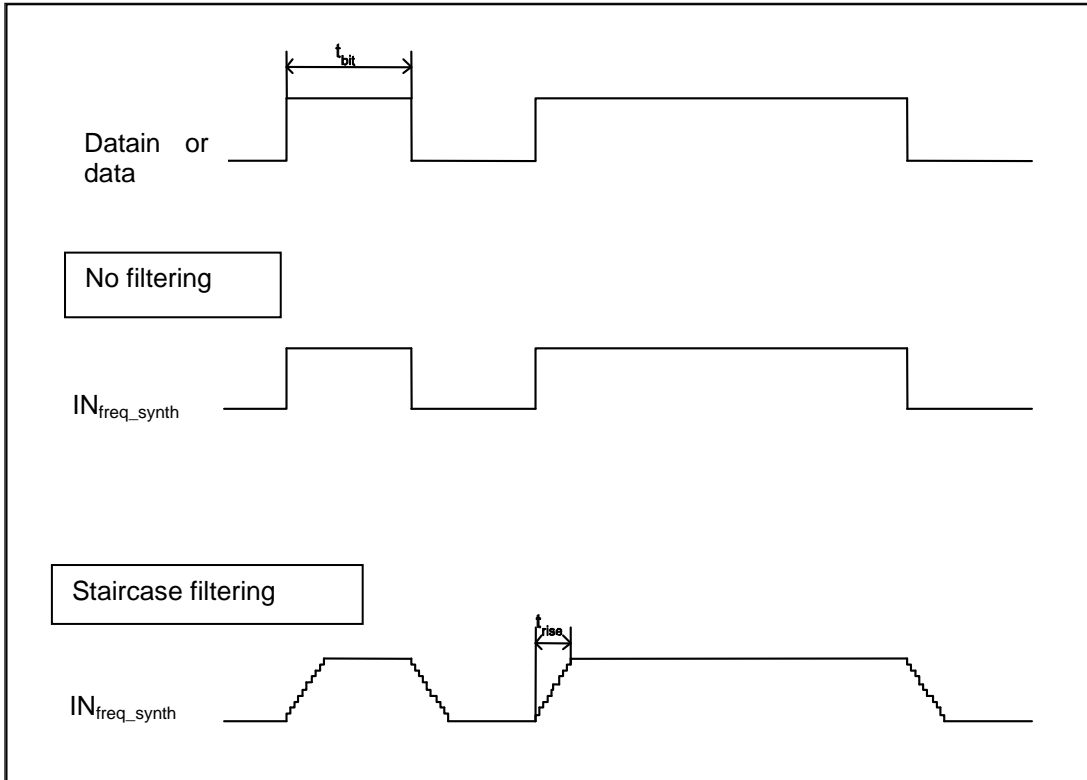 t_bit
Datain or
data
No filtering
IN_freq_synth
Staircase filtering
t_rise
IN_freq_synth